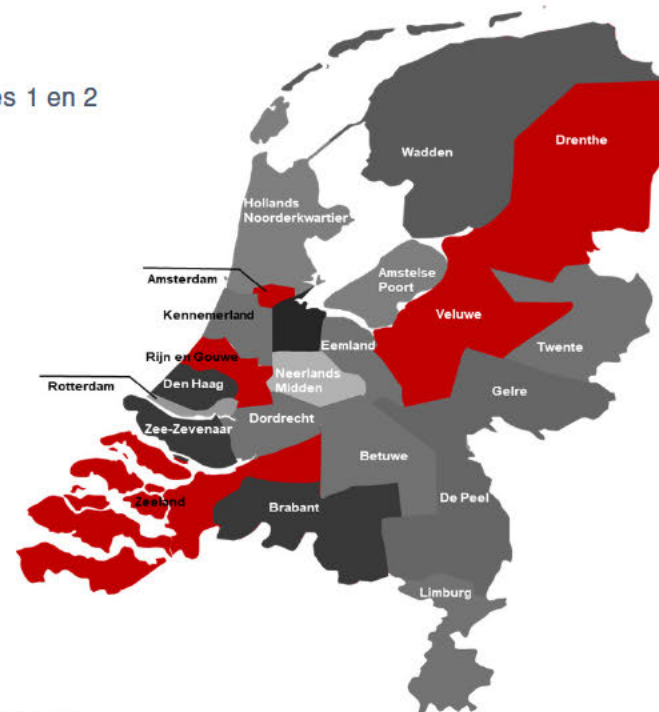 es 1 en 2
Wadden
Drenthe
Hollands
Noorderkwartier
Amsterdam
Amstelse
Poort
Kennemerland
Veluwe
Eemland
Twente
Rijn en Gouwe
Neerlands
Midden
Den Haag
Rotterdam
Gelre
Dordrecht
Zee-Zevenaar
Betuwe
De Peel
Zeeland
Brabant
Limburg